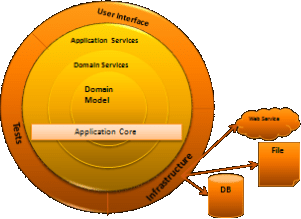 User Interface
Application Services
Domain Services
Domain
Model
Application Core
Tests
Infrastructure
Web Service
File
DB